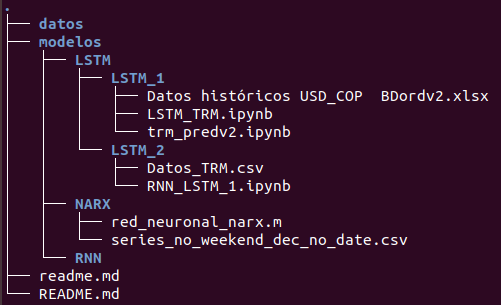 .
├── datos
├── modelos
│   ├── LSTM
│   │   ├── LSTM_1
│   │   │   ├── Datos históricos USD_COP  BDordv2.xlsx
│   │   │   ├── LSTM_TRM.ipynb
│   │   │   └── trm_predv2.ipynb
│   │   └── LSTM_2
│   │       ├── Datos_TRM.csv
│   │       └── RNN_LSTM_1.ipynb
│   ├── NARX
│   │   ├── red_neuronal_narx.m
│   │   └── series_no_weekend_dec_no_date.csv
│   └── RNN
├── readme.md
└── README.md